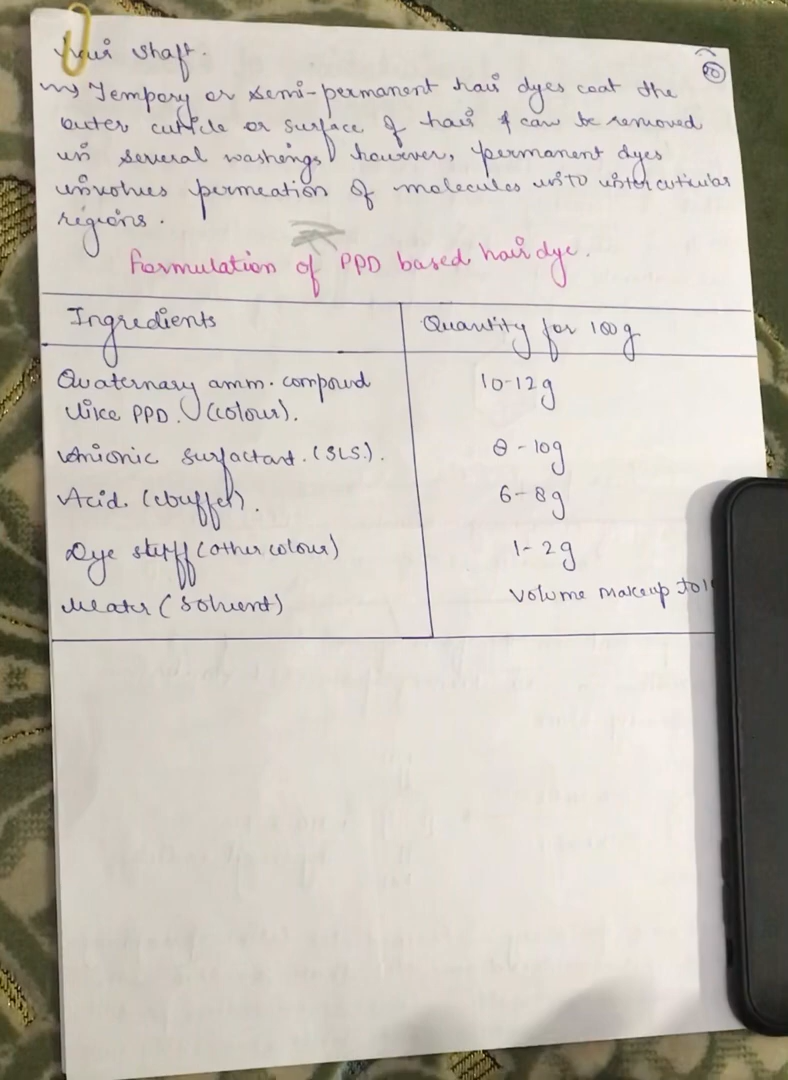 hair shaft.
20
→ Tempory or semi-permanent hair dyes coat the
outer cuticle or surface of hair & can be removed
in several washings, however, permanent dyes
involves permeation of molecules into inter cuticular
regions.
Formulation of PPD based hair dye.
Ingredients Quantity for 100g
Quaternary amm. compound 10-12g
like PPD. (colour).
Anionic surfactant. (SLS). 8-10g
Acid. (buffer). 6-8g
Dye stuff (other colour) 1-2g
Water (solvent) Volume makeup to